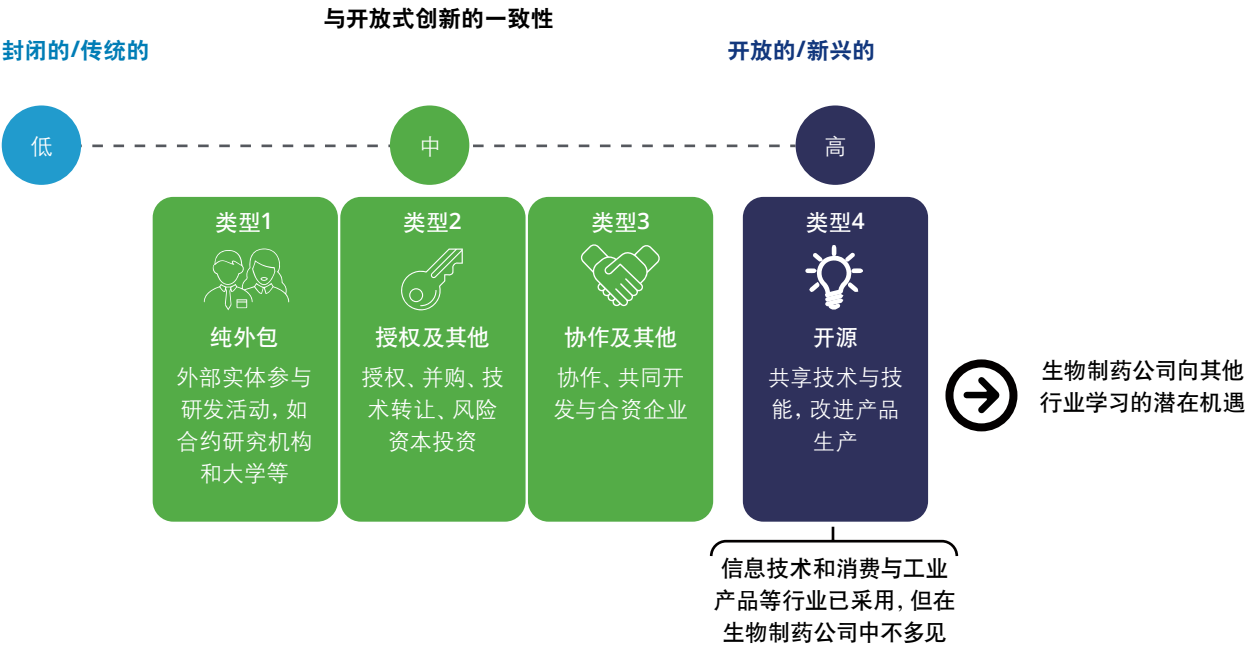 与开放式创新的一致性
封闭的/传统的
开放的/新兴的
低
中
高
类型1
纯外包
外部实体参与
研发活动，如
合约研究机构
和大学等
类型2
授权及其他
授权、并购、技
术转让、风险
资本投资
类型3
协作及其他
协作、共同开
发与合资企业
类型4
开源
共享技术与技
能，改进产品
生产
生物制药公司向其他
行业学习的潜在机遇
信息技术和消费与工业
产品等行业已采用，但在
生物制药公司中不多见